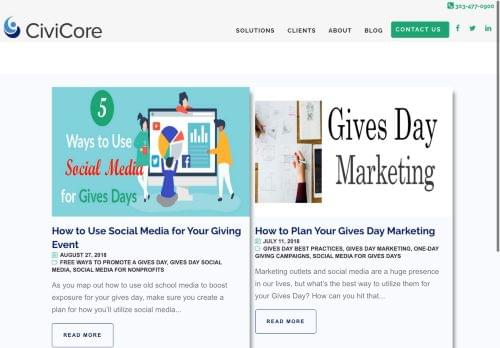 303-477-0900
CiviCore
SOLUTIONS CLIENTS ABOUT BLOG CONTACT US
5
Ways to Use
Social Media
for Gives Days
Gives Day
Marketing
How to Use Social Media for Your Giving
Event
AUGUST 27, 2018
FREE WAYS TO PROMOTE A GIVES DAY, GIVES DAY SOCIAL
MEDIA, SOCIAL MEDIA FOR NONPROFITS
As you map out how to use old school media to boost
exposure for your gives day, make sure you create a
plan for how you'll utilize social media...
READ MORE
How to Plan Your Gives Day Marketing
JULY 11, 2018
GIVES DAY BEST PRACTICES, GIVES DAY MARKETING, ONE-DAY
GIVING CAMPAIGNS, SOCIAL MEDIA FOR GIVES DAYS
Marketing outlets and social media are a huge presence
in our lives, but what's the best way to utilize them for
your Gives Day? How can you hit that...
READ MORE